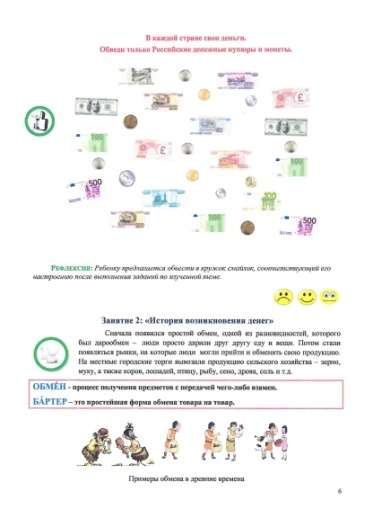 В каждой стране свои деньги.
Обведи только Российские денежные купюры и монеты.
РЕФЛЕКСИЯ: Ребенку предлагается обвести в кружок смайлик, соответствующий его
настроению после выполнения заданий по изученной теме.
Занятие 2: «История возникновения денег»
Сначала появился простой обмен, одной из разновидностей, которого
был дарообмен – люди просто дарили друг другу еду и вещи. Потом стали
появляться рынки, на которые люди могли прийти и обменять свою продукцию.
На местные городские торги вывозили продукцию сельского хозяйства – зерно,
муку, а также коров, лошадей, птицу, рыбу, сено, дрова, соль и т.д.
ОБМЕ́Н - процесс получения предметов с передачей чего-либо взамен.
БА́РТЕР – это простейшая форма обмена товара на товар.
Примеры обмена в древние времена
6